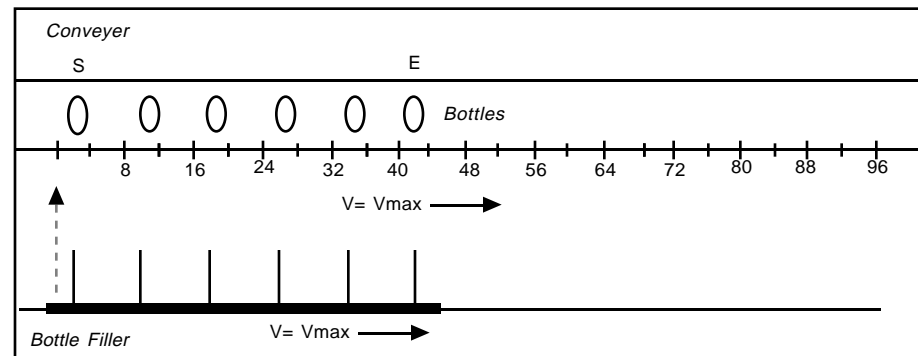 Conveyer
S E
Bottles
8 16 24 32 40 48 56 64 72 80 88 96
V= Vmax
V= Vmax
Bottle Filler